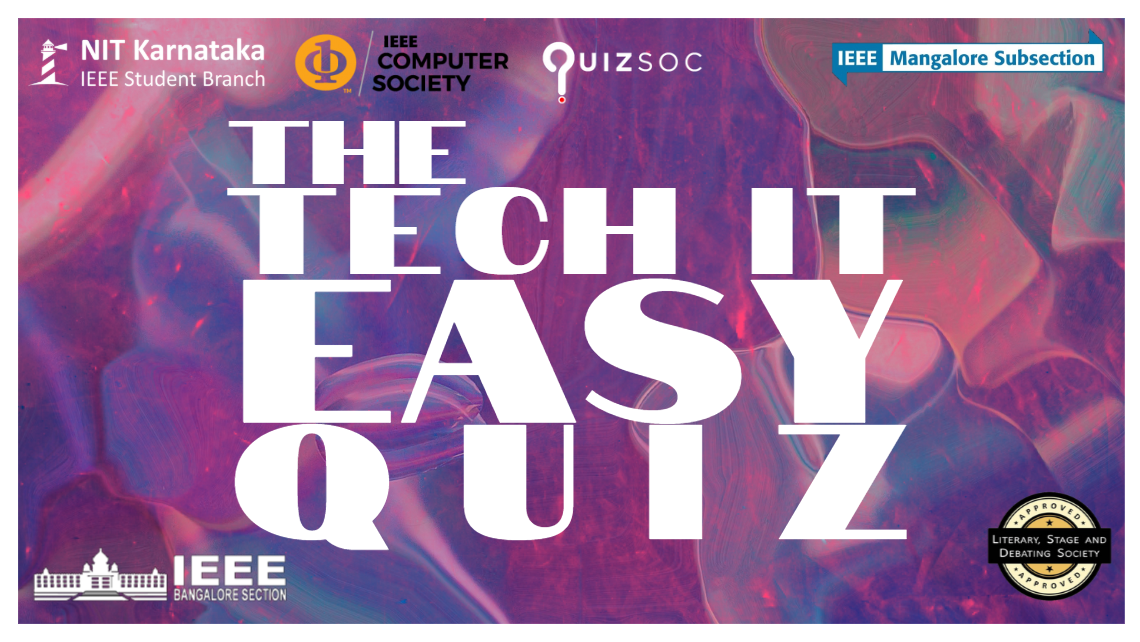 NIT Karnataka
IEEE Student Branch
IEEE
COMPUTER
SOCIETY
TM
QUIZSOC
IEEE Mangalore Subsection
THE
TECH IT
EASY
QUIZ
IEEE
BANGALORE SECTION
APPROVED
LITERARY, STAGE AND
DEBATING SOCIETY
APPROVED